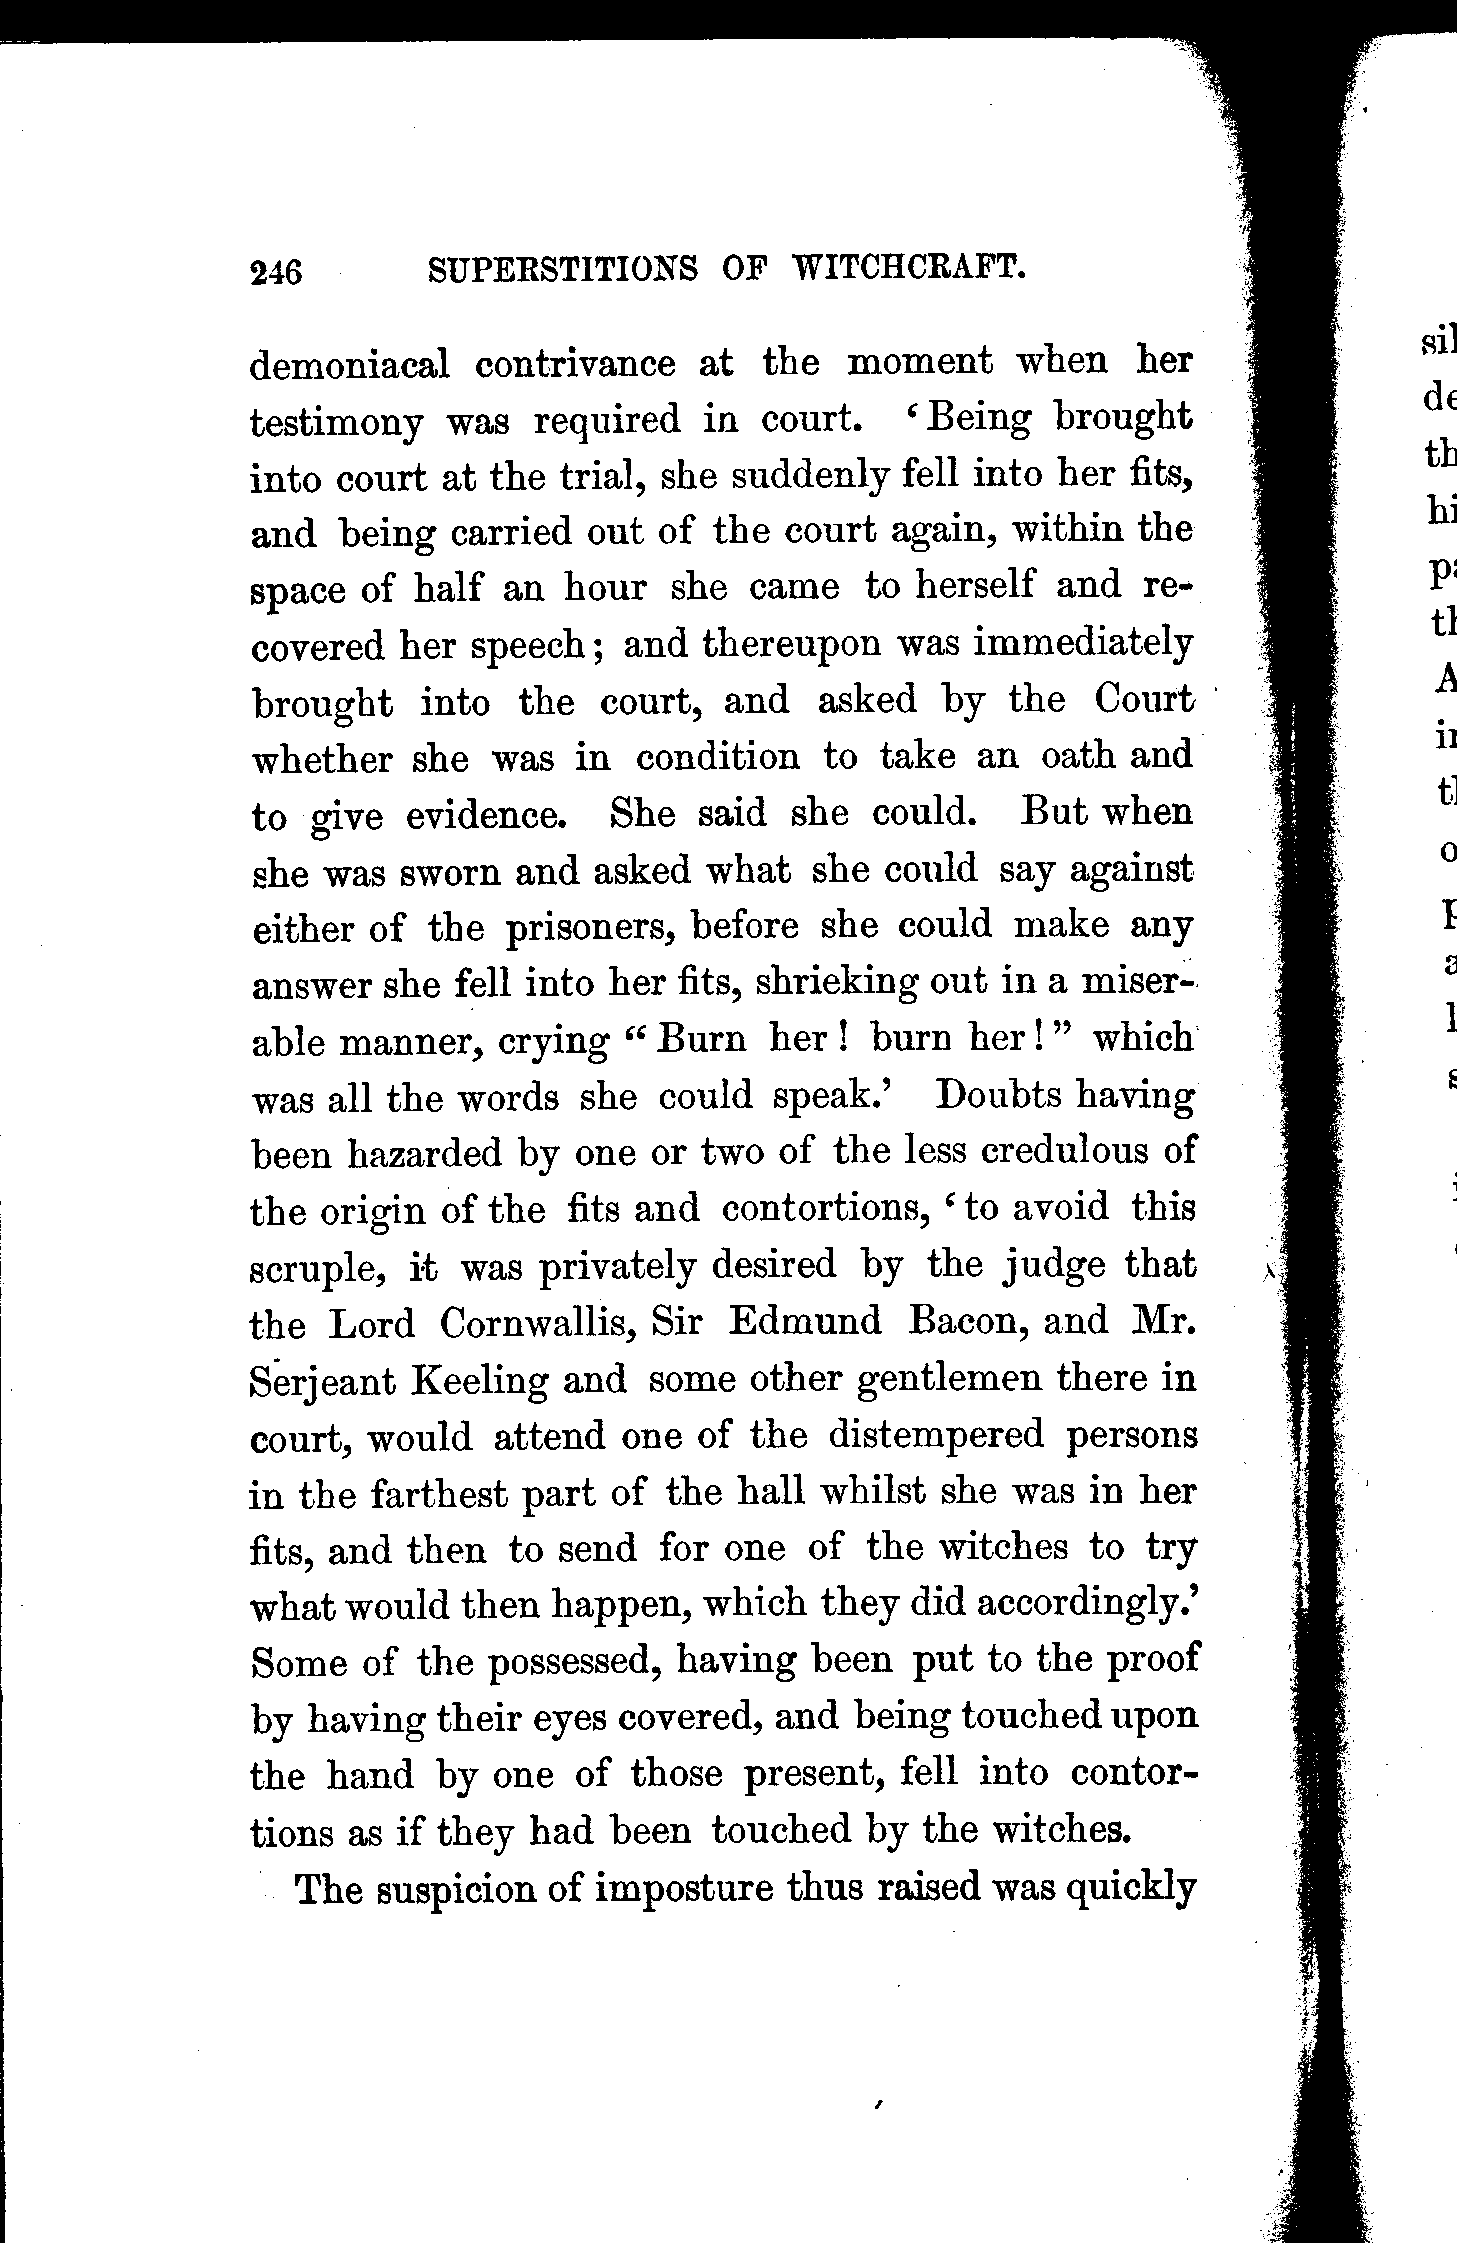 246 SUPERSTITIONS OF WITCHCRAFT.
demoniacal contrivance at the moment when her
testimony was required in court. ‘Being brought
into court at the trial, she suddenly fell into her fits,
and being carried out of the court again, within the
space of half an hour she came to herself and re-
covered her speech; and thereupon was immediately
brought into the court, and asked by the Court
whether she was in condition to take an oath and
to give evidence. She said she could. But when
she was sworn and asked what she could say against
either of the prisoners, before she could make any
answer she fell into her fits, shrieking out in a miser-
able manner, crying “Burn her! burn her!” which
was all the words she could speak.’ Doubts having
been hazarded by one or two of the less credulous of
the origin of the fits and contortions, ‘to avoid this
scruple, it was privately desired by the judge that
the Lord Cornwallis, Sir Edmund Bacon, and Mr.
Serjeant Keeling and some other gentlemen there in
court, would attend one of the distempered persons
in the farthest part of the hall whilst she was in her
fits, and then to send for one of the witches to try
what would then happen, which they did accordingly.’
Some of the possessed, having been put to the proof
by having their eyes covered, and being touched upon
the hand by one of those present, fell into contor-
tions as if they had been touched by the witches.
The suspicion of imposture thus raised was quickly